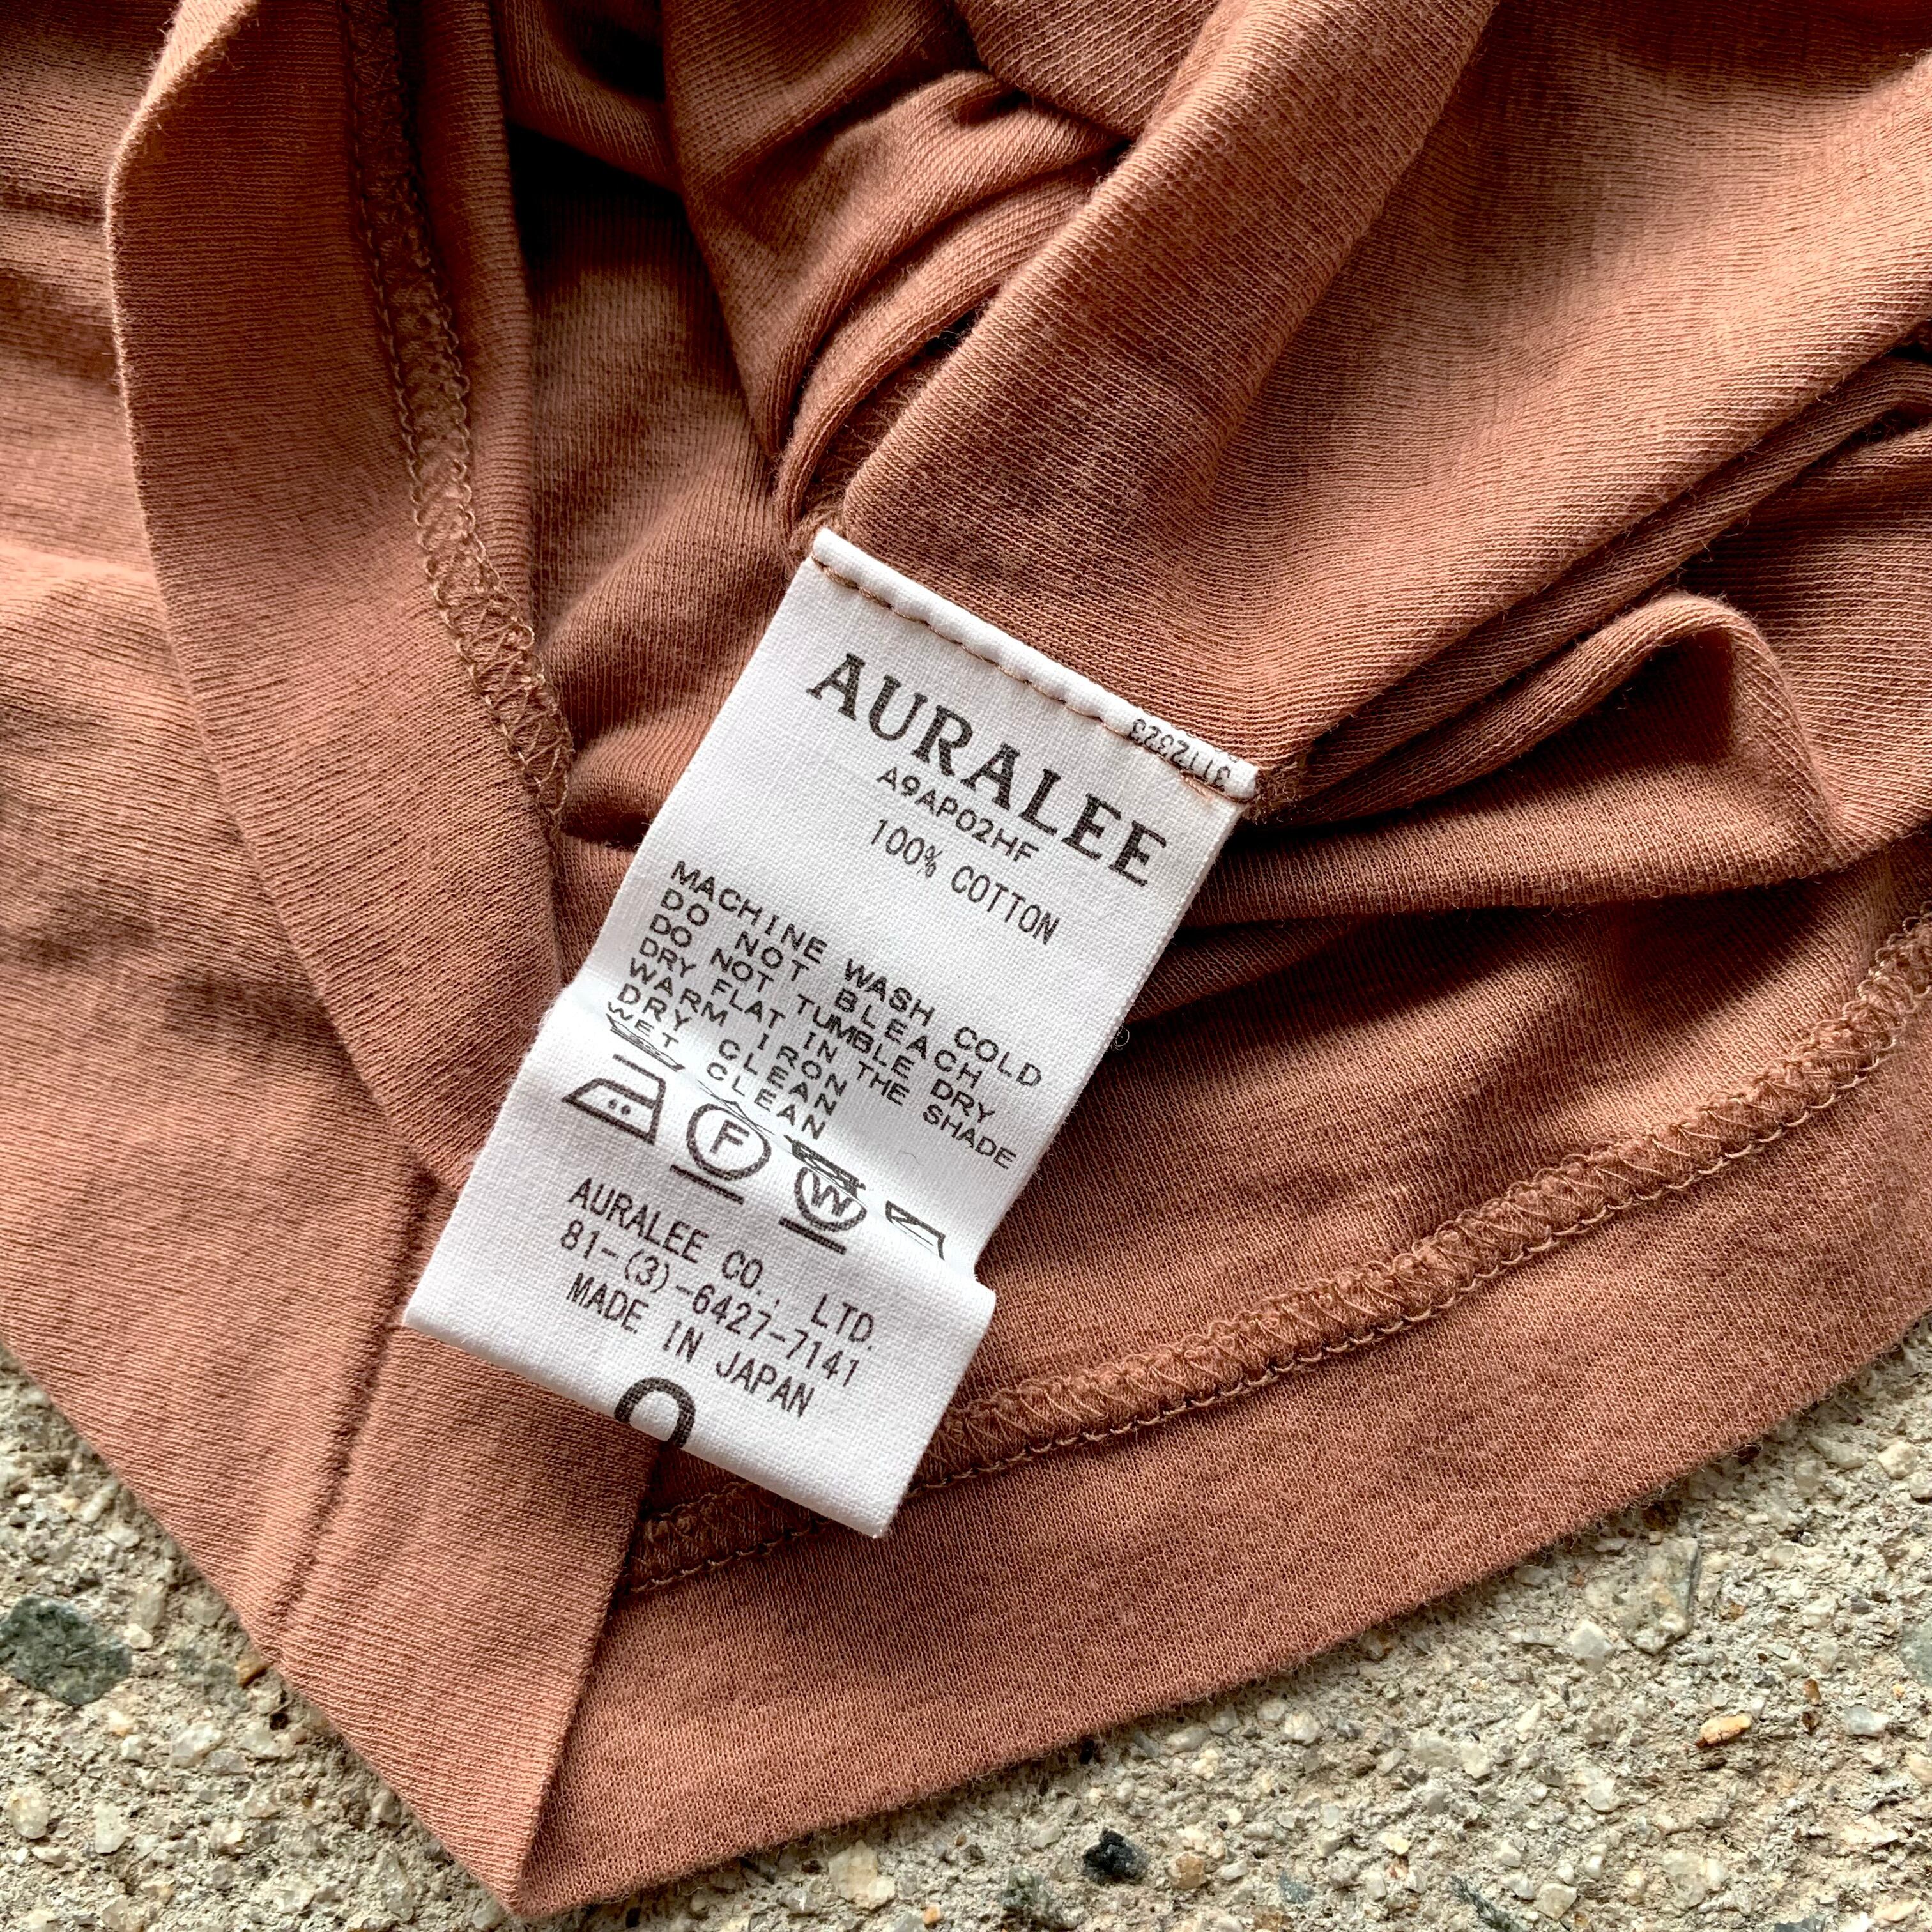 AURALEE
A9AP02HF
100% COTTON
MACHINE WASH COLD
DO NOT BLEACH
DO NOT TUMBLE DRY
DRY FLAT IN THE SHADE
WARM IRON
DRY CLEAN
WET CLEAN
F
W
AURALEE CO., LTD.
81-(3)-6427-7141
MADE IN JAPAN